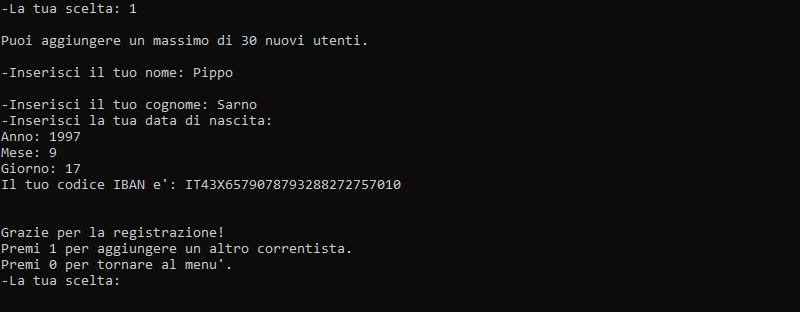 -La tua scelta: 1
Puoi aggiungere un massimo di 30 nuovi utenti.
-Inserisci il tuo nome: Pippo
-Inserisci il tuo cognome: Sarno
-Inserisci la tua data di nascita:
Anno: 1997
Mese: 9
Giorno: 17
Il tuo codice IBAN e': IT43X6579078793288272757010
Grazie per la registrazione!
Premi 1 per aggiungere un altro correntista.
Premi 0 per tornare al menu'.
-La tua scelta: